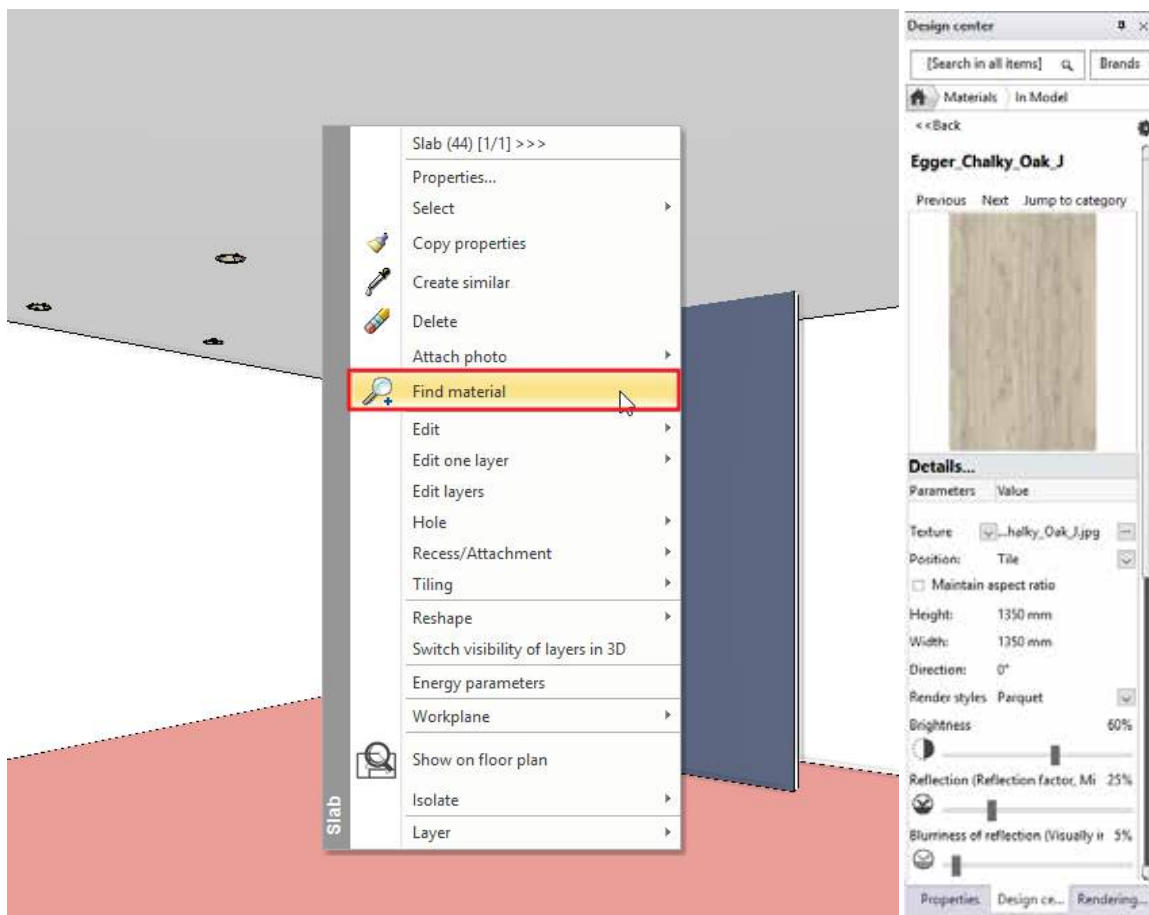 Slab (44) [1/1] >>>
Properties...
Select
Copy properties
Create similar
Delete
Attach photo
Find material
Edit
Edit one layer
Edit layers
Hole
Recess/Attachment
Tiling
Reshape
Switch visibility of layers in 3D
Energy parameters
Workplane
Show on floor plan
Isolate
Layer
Slab
Design center
[Search in all items] Brands
Materials In Model
<<Back
Egger_Chalky_Oak_J
Previous Next Jump to category
Details...
Parameters Value
Texture ...halky_Oak_J.jpg ...
Position: Tile
Maintain aspect ratio
Height: 1350 mm
Width: 1350 mm
Direction: 0°
Render styles Parquet
Brightness 60%
Reflection (Reflection factor, Mi 25%
Blurriness of reflection (Visually ir 5%
Properties Design ce... Rendering...